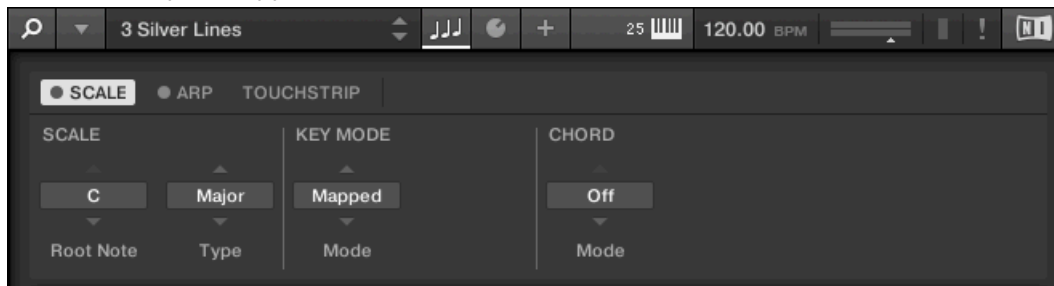 3 Silver Lines 25 120.00 BPM ! NI
SCALE ARP TOUCHSTRIP
SCALE KEY MODE CHORD
C Major Mapped Off
Root Note Type Mode Mode